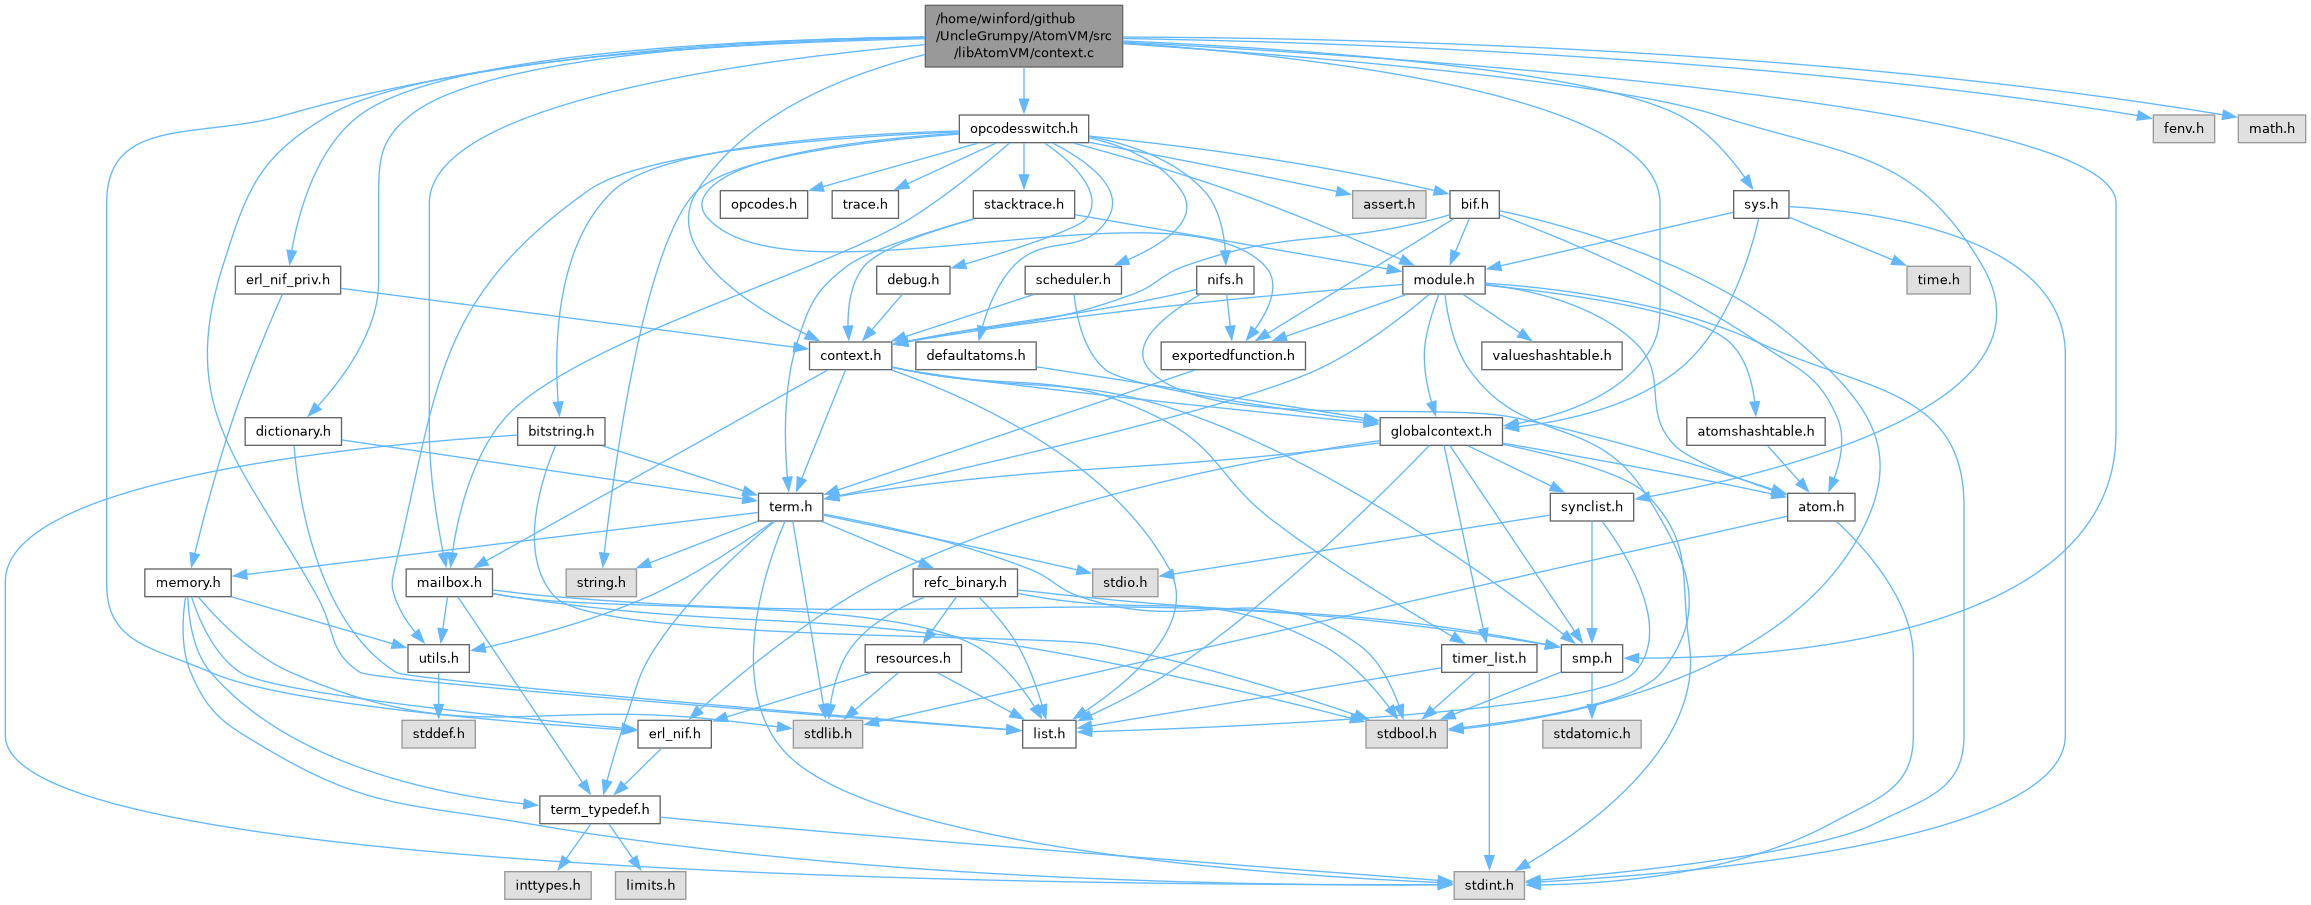 /home/winford/github
/UncleGrumpy/AtomVM/src
/libAtomVM/context.c
opcodesswitch.h
fenv.h
math.h
opcodes.h
trace.h
stacktrace.h
assert.h
bif.h
sys.h
erl_nif_priv.h
debug.h
scheduler.h
nifs.h
module.h
time.h
context.h
defaultatoms.h
exportedfunction.h
valueshashtable.h
dictionary.h
bitstring.h
globalcontext.h
atomshashtable.h
term.h
synclist.h
atom.h
memory.h
mailbox.h
string.h
refc_binary.h
stdio.h
utils.h
resources.h
timer_list.h
smp.h
stddef.h
erl_nif.h
stdlib.h
list.h
stdbool.h
stdatomic.h
term_typedef.h
inttypes.h
limits.h
stdint.h